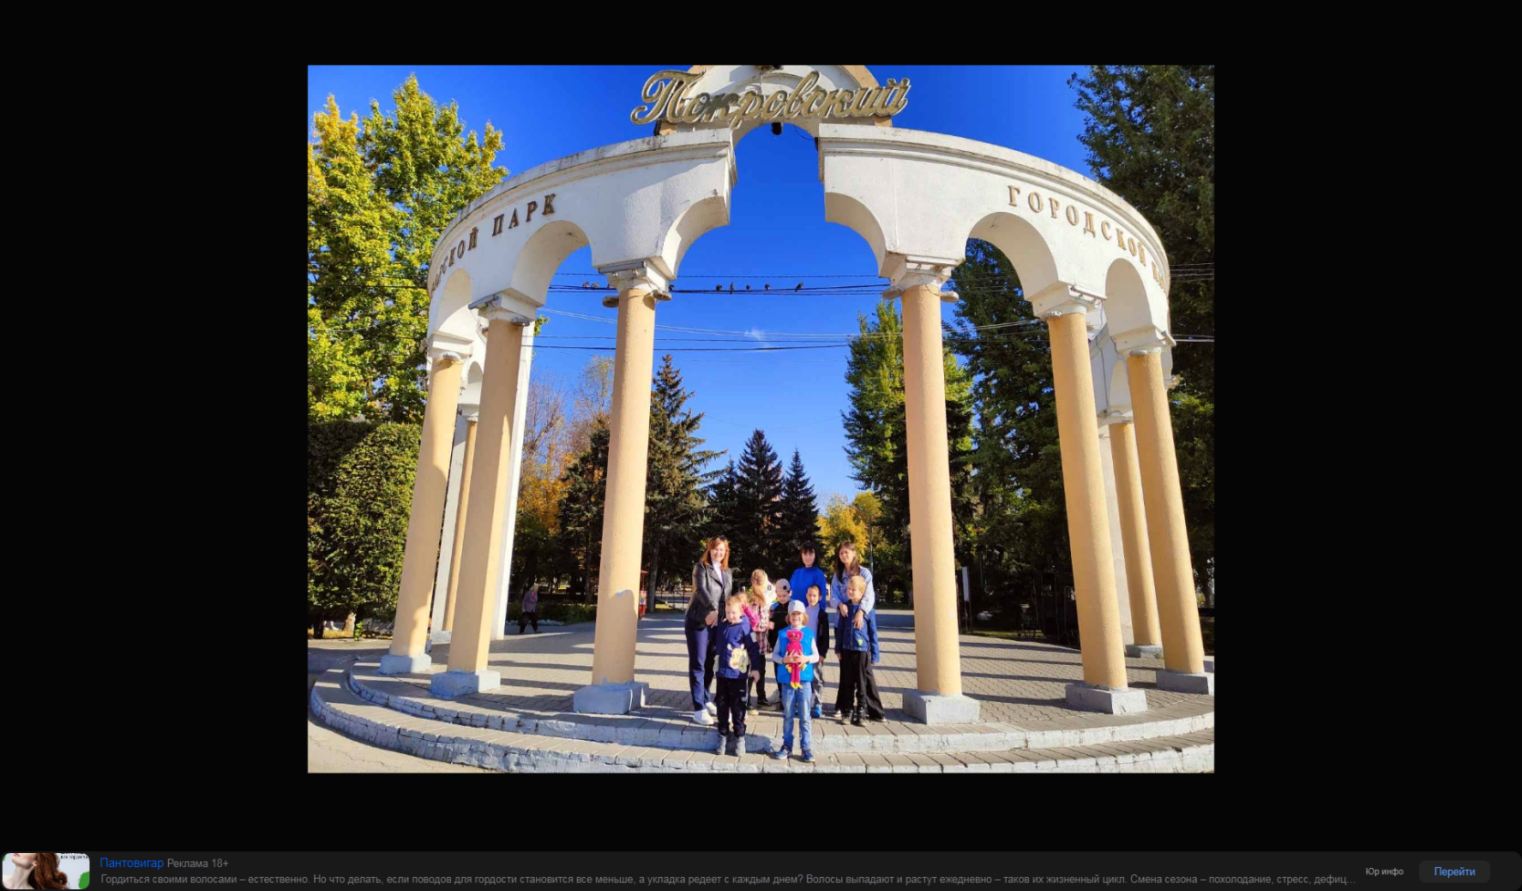 Покровский
ПАРК
ГОРОДСКОЙ
Пантовигар Реклама 18+
Гордиться своими волосами – естественно. Но что делать, если поводов для гордости становится все меньше, а укладка редеет с каждым днем? Волосы выпадают и растут ежедневно – таков их жизненный цикл. Смена сезона – похолодание, стресс, дефиц...
Юр инфо
Перейти